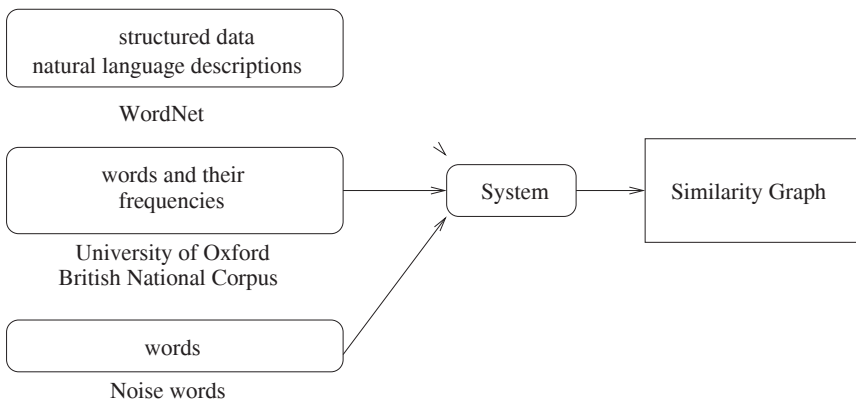 structured data
natural language descriptions
WordNet
words and their
frequencies
University of Oxford
British National Corpus
words
Noise words
System
Similarity Graph